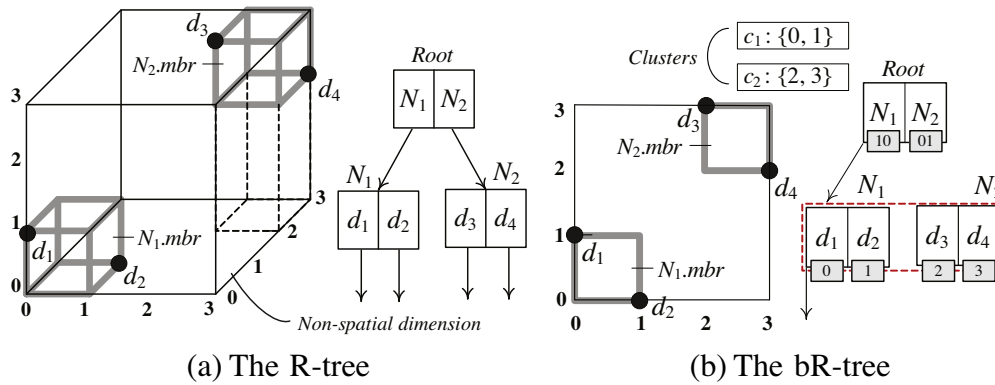 d3
N2.mbr
d4
3
2
1
0
d1
N1.mbr
d2
0 1 2 3
0 1 2 3
Non-spatial dimension
Root
N1 N2
N1 N2
d1 d2 d3 d4
(a) The R-tree
Clusters
c1: {0, 1}
c2: {2, 3}
3
2
1
0
d3
N2.mbr
d4
d1
N1.mbr
d2
0 1 2 3
Root
N1 N2
10 01
N1
d1 d2 d3 d4
0 1 2 3
(b) The bR-tree